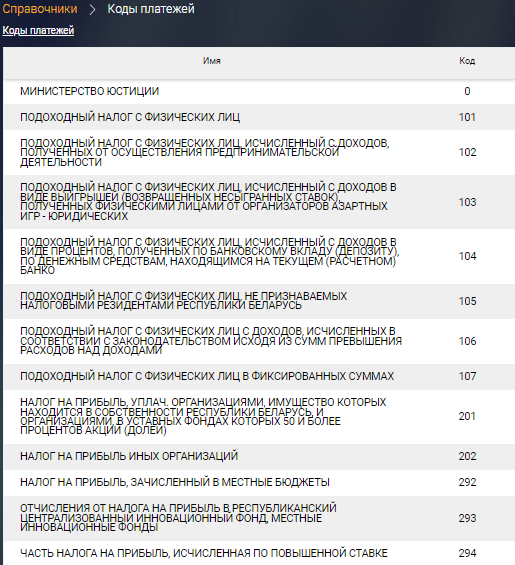 Справочники > Коды платежей
Коды платежей
Имя Код
МИНИСТЕРСТВО ЮСТИЦИИ 0
ПОДОХОДНЫЙ НАЛОГ С ФИЗИЧЕСКИХ ЛИЦ 101
ПОДОХОДНЫЙ НАЛОГ С ФИЗИЧЕСКИХ ЛИЦ, ИСЧИСЛЕННЫЙ С ДОХОДОВ,
ПОЛУЧЕННЫХ ОТ ОСУЩЕСТВЛЕНИЯ ПРЕДПРИНИМАТЕЛЬСКОЙ 102
ДЕЯТЕЛЬНОСТИ
ПОДОХОДНЫЙ НАЛОГ С ФИЗИЧЕСКИХ ЛИЦ, ИСЧИСЛЕННЫЙ С ДОХОДОВ В
ВИДЕ ВЫИГРЫШЕЙ (ВОЗВРАЩЕННЫХ НЕСЫГРАННЫХ СТАВОК),
ПОЛУЧЕННЫХ ФИЗИЧЕСКИМИ ЛИЦАМИ ОТ ОРГАНИЗАТОРОВ АЗАРТНЫХ 103
ИГР - ЮРИДИЧЕСКИХ
ПОДОХОДНЫЙ НАЛОГ С ФИЗИЧЕСКИХ ЛИЦ, ИСЧИСЛЕННЫЙ С ДОХОДОВ В
ВИДЕ ПРОЦЕНТОВ, ПОЛУЧЕННЫХ ПО БАНКОВСКОМУ ВКЛАДУ (ДЕПОЗИТУ),
ПО ДЕНЕЖНЫМ СРЕДСТВАМ, НАХОДЯЩИМСЯ НА ТЕКУЩЕМ (РАСЧЕТНОМ) 104
БАНКО
ПОДОХОДНЫЙ НАЛОГ С ФИЗИЧЕСКИХ ЛИЦ, НЕ ПРИЗНАВАЕМЫХ
НАЛОГОВЫМИ РЕЗИДЕНТАМИ РЕСПУБЛИКИ БЕЛАРУСЬ 105
ПОДОХОДНЫЙ НАЛОГ С ФИЗИЧЕСКИХ ЛИЦ С ДОХОДОВ, ИСЧИСЛЕННЫХ В
СООТВЕТСТВИИ С ЗАКОНОДАТЕЛЬСТВОМ ИСХОДЯ ИЗ СУММ ПРЕВЫШЕНИЯ 106
РАСХОДОВ НАД ДОХОДАМИ
ПОДОХОДНЫЙ НАЛОГ С ФИЗИЧЕСКИХ ЛИЦ В ФИКСИРОВАННЫХ СУММАХ 107
НАЛОГ НА ПРИБЫЛЬ, УПЛАЧ. ОРГАНИЗАЦИЯМИ, ИМУЩЕСТВО КОТОРЫХ
НАХОДИТСЯ В СОБСТВЕННОСТИ РЕСПУБЛИКИ БЕЛАРУСЬ, И
ОРГАНИЗАЦИЯМИ, В УСТАВНЫХ ФОНДАХ КОТОРЫХ 50 И БОЛЕЕ 201
ПРОЦЕНТОВ АКЦИЙ (ДОЛЕЙ)
НАЛОГ НА ПРИБЫЛЬ ИНЫХ ОРГАНИЗАЦИЙ 202
НАЛОГ НА ПРИБЫЛЬ, ЗАЧИСЛЕННЫЙ В МЕСТНЫЕ БЮДЖЕТЫ 292
ОТЧИСЛЕНИЯ ОТ НАЛОГА НА ПРИБЫЛЬ В РЕСПУБЛИКАНСКИЙ
ЦЕНТРАЛИЗОВАННЫЙ ИННОВАЦИОННЫЙ ФОНД, МЕСТНЫЕ 293
ИННОВАЦИОННЫЕ ФОНДЫ
ЧАСТЬ НАЛОГА НА ПРИБЫЛЬ, ИСЧИСЛЕННАЯ ПО ПОВЫШЕННОЙ СТАВКЕ 294